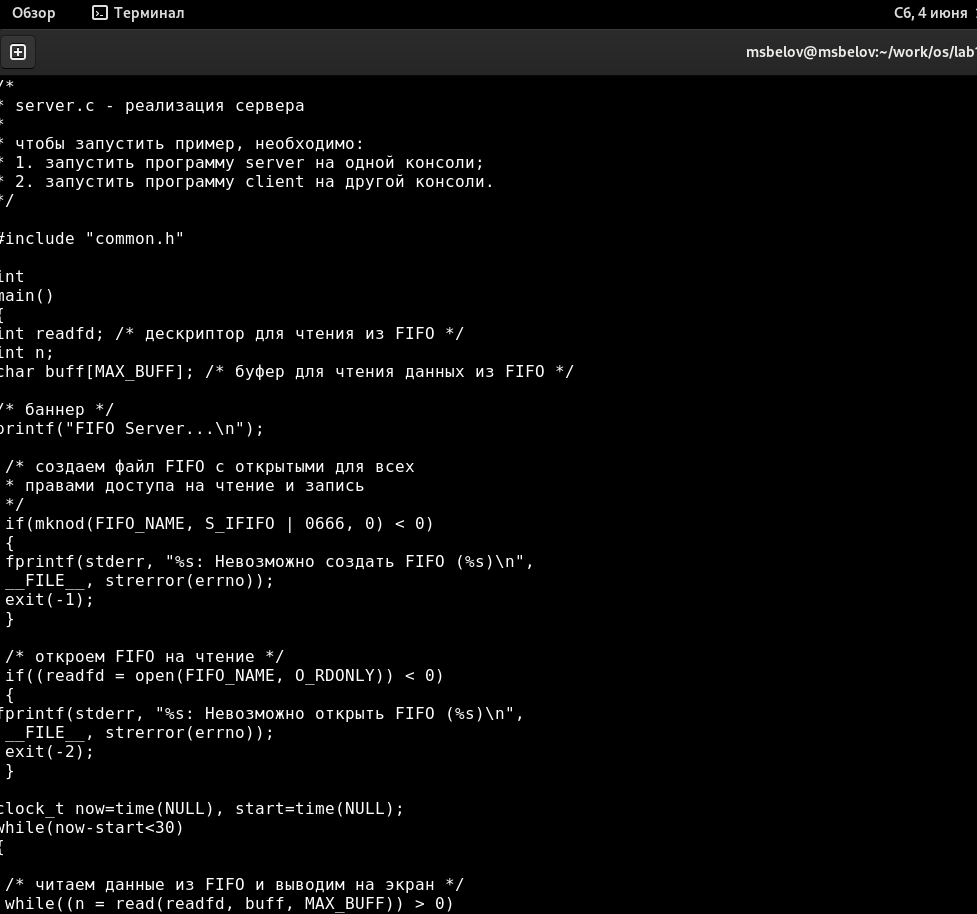 Обзор
Терминал
Сб, 4 июня
msbelov@msbelov:~/work/os/lab
/*
* server.c - реализация сервера
*
* чтобы запустить пример, необходимо:
* 1. запустить программу server на одной консоли;
* 2. запустить программу client на другой консоли.
*/
#include "common.h"
int
main()
{
int readfd; /* дескриптор для чтения из FIFO */
int n;
char buff[MAX_BUFF]; /* буфер для чтения данных из FIFO */
/* баннер */
printf("FIFO Server...\n");
/* создаем файл FIFO с открытыми для всех
* правами доступа на чтение и запись
*/
if(mknod(FIFO_NAME, S_IFIFO | 0666, 0) < 0)
{
fprintf(stderr, "%s: Невозможно создать FIFO (%s)\n",
__FILE__, strerror(errno));
exit(-1);
}
/* откроем FIFO на чтение */
if((readfd = open(FIFO_NAME, O_RDONLY)) < 0)
{
fprintf(stderr, "%s: Невозможно открыть FIFO (%s)\n",
__FILE__, strerror(errno));
exit(-2);
}
clock_t now=time(NULL), start=time(NULL);
while(now-start<30)
{
/* читаем данные из FIFO и выводим на экран */
while((n = read(readfd, buff, MAX_BUFF)) > 0)